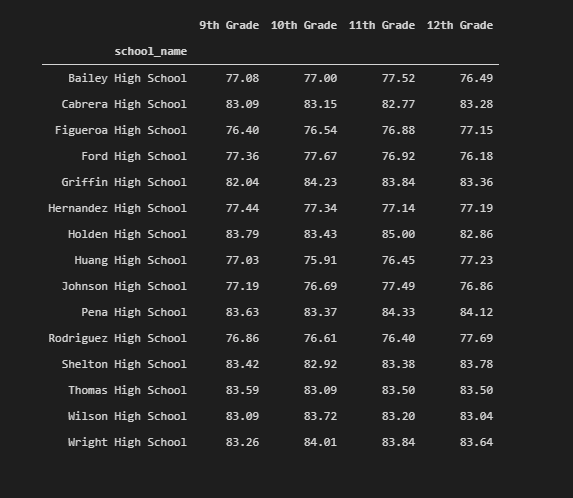 9th Grade 10th Grade 11th Grade 12th Grade
school_name
Bailey High School 77.08 77.00 77.52 76.49
Cabrera High School 83.09 83.15 82.77 83.28
Figueroa High School 76.40 76.54 76.88 77.15
Ford High School 77.36 77.67 76.92 76.18
Griffin High School 82.04 84.23 83.84 83.36
Hernandez High School 77.44 77.34 77.14 77.19
Holden High School 83.79 83.43 85.00 82.86
Huang High School 77.03 75.91 76.45 77.23
Johnson High School 77.19 76.69 77.49 76.86
Pena High School 83.63 83.37 84.33 84.12
Rodriguez High School 76.86 76.61 76.40 77.69
Shelton High School 83.42 82.92 83.38 83.78
Thomas High School 83.59 83.09 83.50 83.50
Wilson High School 83.09 83.72 83.20 83.04
Wright High School 83.26 84.01 83.84 83.64